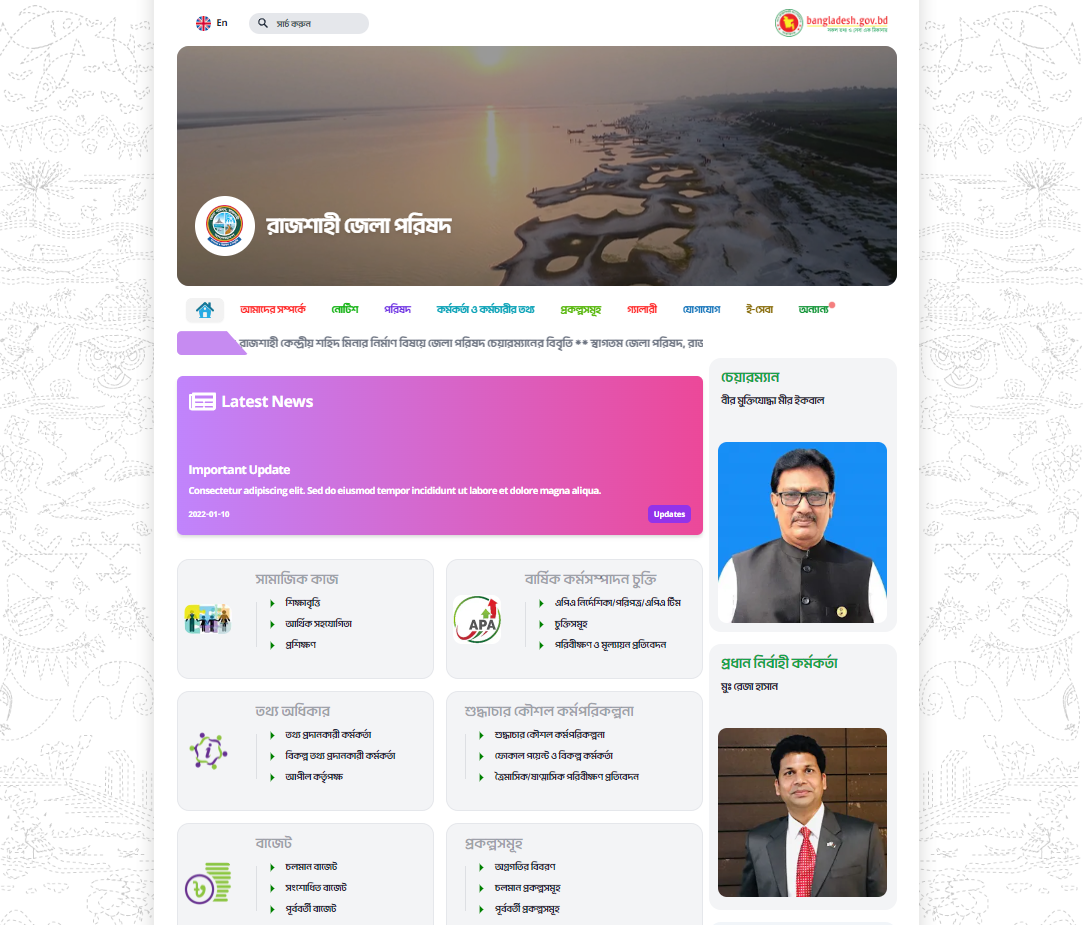 En
সার্চ করুন
bangladesh.gov.bd
সকল তথ্য ও সেবা এক ঠিকানায়
রাজশাহী জেলা পরিষদ
আমাদের সম্পর্কে নোটিশ পরিষদ কর্মকর্তা ও কর্মচারীর তথ্য প্রকল্পসমূহ গ্যালারী যোগাযোগ ই-সেবা অন্যান্য
রাজশাহী কেন্দ্রীয় শহিদ মিনার নির্মাণ বিষয়ে জেলা পরিষদ চেয়ারম্যানের বিবৃতি ** স্বাগতম জেলা পরিষদ,
Latest News
Important Update
Consectetur adipiscing elit. Sed do eiusmod tempor incididunt ut labore et dolore magna aliqua.
2022-01-10
Updates
সামাজিক কাজ
শিক্ষাবৃত্তি
আর্থিক সহযোগিতা
প্রশিক্ষণ
বার্ষিক কর্মসম্পাদন চুক্তি
APA
এপিএ নির্দেশিকা/পরিপত্র/এপিএ টিম
চুক্তিসমূহ
পরিবীক্ষণ ও মূল্যায়ন প্রতিবেদন
তথ্য অধিকার
তথ্য প্রদানকারী কর্মকর্তা
বিকল্প তথ্য প্রদানকারী কর্মকর্তা
আপীল কর্তৃপক্ষ
শুদ্ধাচার কৌশল কর্মপরিকল্পনা
শুদ্ধাচার কৌশল কর্মপরিকল্পনা
ফোকাল পয়েন্ট ও বিকল্প কর্মকর্তা
ত্রৈমাসিক/ষাণ্মাসিক পরিবীক্ষণ প্রতিবেদন
বাজেট
চলমান বাজেট
সংশোধিত বাজেট
পূর্ববর্তী বাজেট
প্রকল্পসমূহ
অগ্রগতির বিবরণ
চলমান প্রকল্পসমূহ
পূর্ববর্তী প্রকল্পসমূহ
চেয়ারম্যান
বীর মুক্তিযোদ্ধা মীর ইকবাল
প্রধান নির্বাহী কর্মকর্তা
মুঃ রেজা হাসান